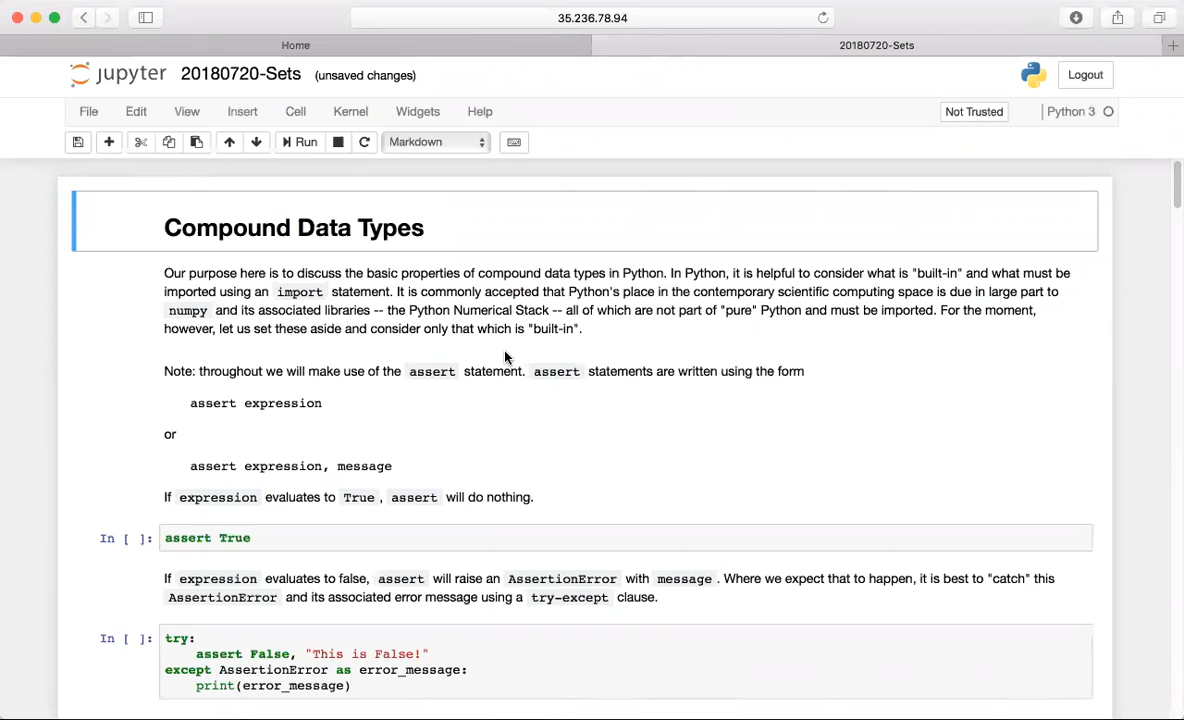 35.236.78.94
Home
20180720-Sets
jupyter 20180720-Sets (unsaved changes)
Logout
File Edit View Insert Cell Kernel Widgets Help
Not Trusted
Python 3
Run
Markdown
Compound Data Types
Our purpose here is to discuss the basic properties of compound data types in Python. In Python, it is helpful to consider what is "built-in" and what must be
imported using an import statement. It is commonly accepted that Python's place in the contemporary scientific computing space is due in large part to
numpy and its associated libraries -- the Python Numerical Stack -- all of which are not part of "pure" Python and must be imported. For the moment,
however, let us set these aside and consider only that which is "built-in".
Note: throughout we will make use of the assert statement. assert statements are written using the form
assert expression
or
assert expression, message
If expression evaluates to True, assert will do nothing.
In [ ]: assert True
If expression evaluates to false, assert will raise an AssertionError with message. Where we expect that to happen, it is best to "catch" this
AssertionError and its associated error message using a try-except clause.
In [ ]: try:
assert False, "This is False!"
except AssertionError as error_message:
print(error_message)